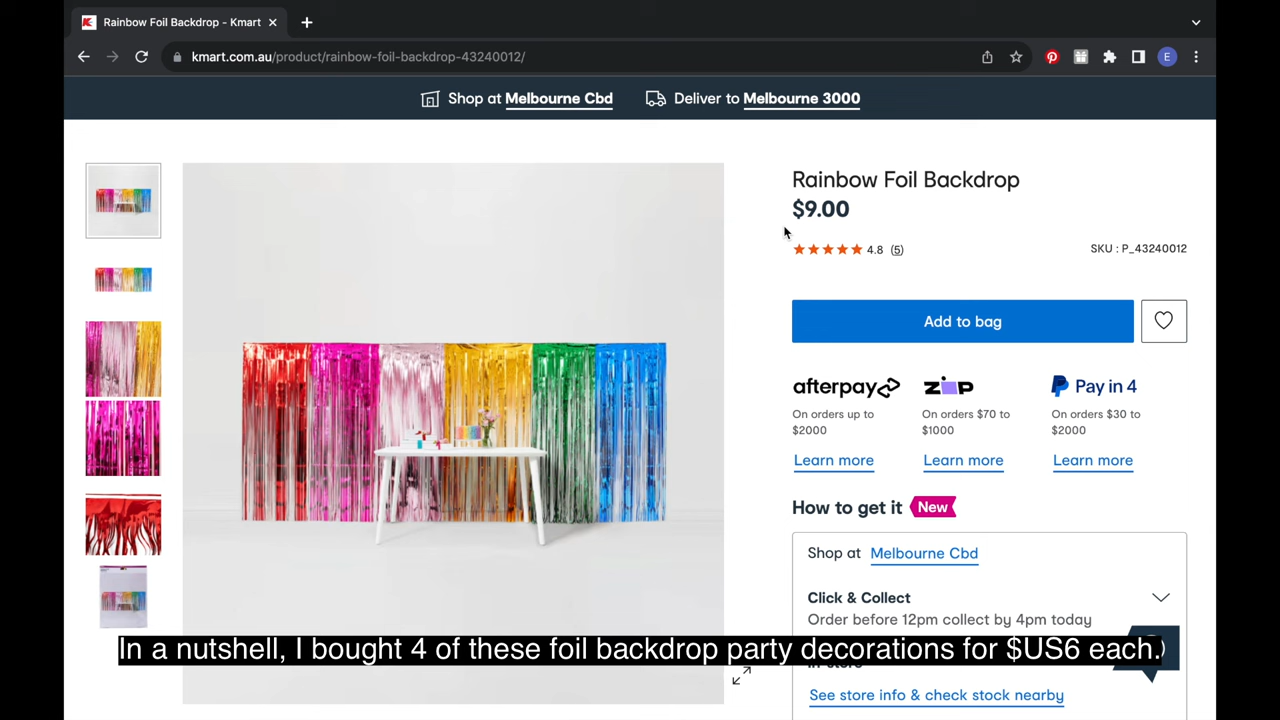 Rainbow Foil Backdrop - Kmart
kmart.com.au/product/rainbow-foil-backdrop-43240012/
E
Shop at Melbourne Cbd
Deliver to Melbourne 3000
Rainbow Foil Backdrop
$9.00
4.8 (5)
SKU : P_43240012
Add to bag
afterpay
zip
Pay in 4
On orders up to
$2000
On orders $70 to
$1000
On orders $30 to
$2000
Learn more
Learn more
Learn more
How to get it New
Shop at Melbourne Cbd
Click & Collect
Order before 12pm collect by 4pm today
In a nutshell, I bought 4 of these foil backdrop party decorations for $US6 each.
See store info & check stock nearby